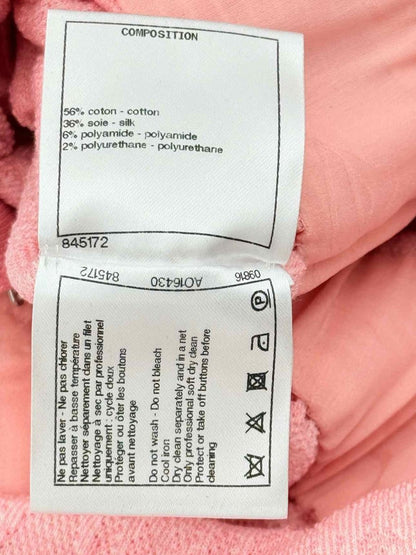 COMPOSITION
56% coton - cotton
36% soie - silk
6% polyamide - polyamide
2% polyurethane - polyurethane
845172
845172 AO16430 09816
Ne pas laver - Ne pas chlorer
Repasser à basse température
Nettoyer séparement dans un filet
Nettoyage à sec par professionnel
uniquement : cycle doux
Protéger ou ôter les boutons
avant nettoyage
Do not wash - Do not bleach
Cool iron
Dry clean separately and in a net
Only professional soft dry clean
Protect or take off buttons before
cleaning
P